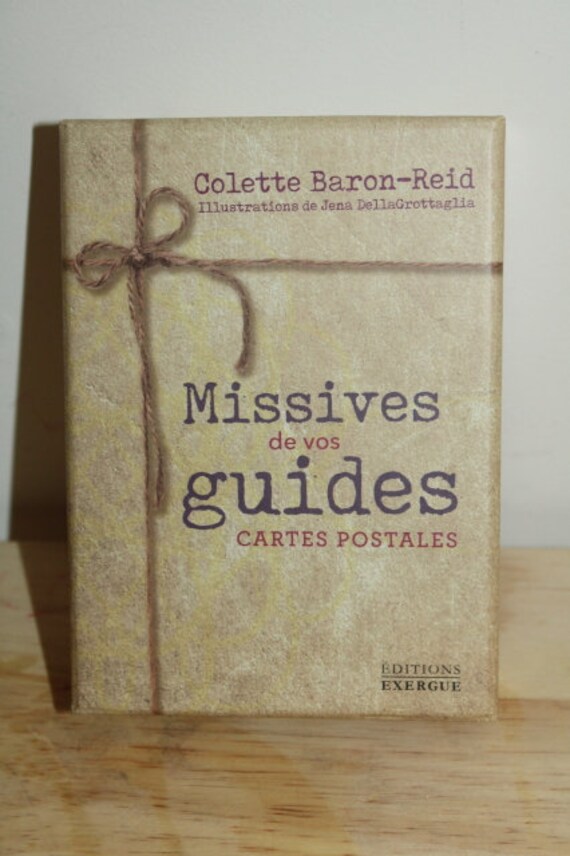 Colette Baron-Reid
Illustrations de Jena DellaGrottaglia
Missives
de vos
guides
CARTES POSTALES
ÉDITIONS
EXERGUE